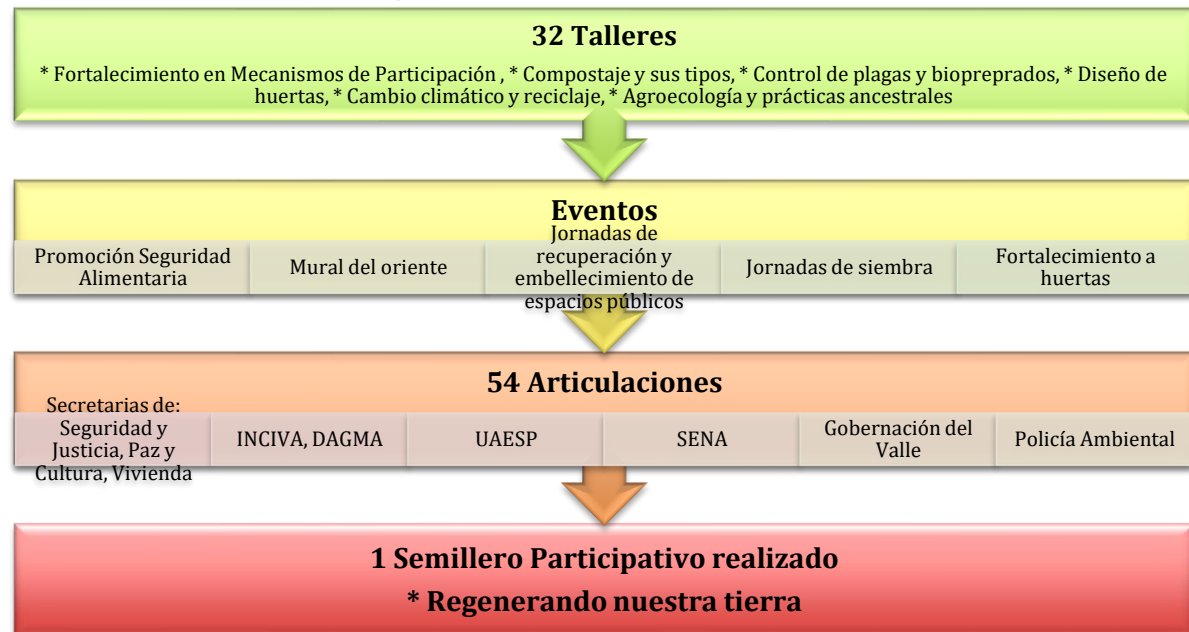 32 Talleres
* Fortalecimiento en Mecanismos de Participación , * Compostaje y sus tipos, * Control de plagas y biopreprados, * Diseño de
huertas, * Cambio climático y reciclaje, * Agroecología y prácticas ancestrales
Eventos
Promoción Seguridad
Alimentaria
Mural del oriente
Jornadas de
recuperación y
embellecimiento de
espacios públicos
Jornadas de siembra
Fortalecimiento a
huertas
54 Articulaciones
Secretarias de:
Seguridad y
Justicia, Paz y
Cultura, Vivienda
INCIVA, DAGMA
UAESP
SENA
Gobernación del
Valle
Policía Ambiental
1 Semillero Participativo realizado
* Regenerando nuestra tierra